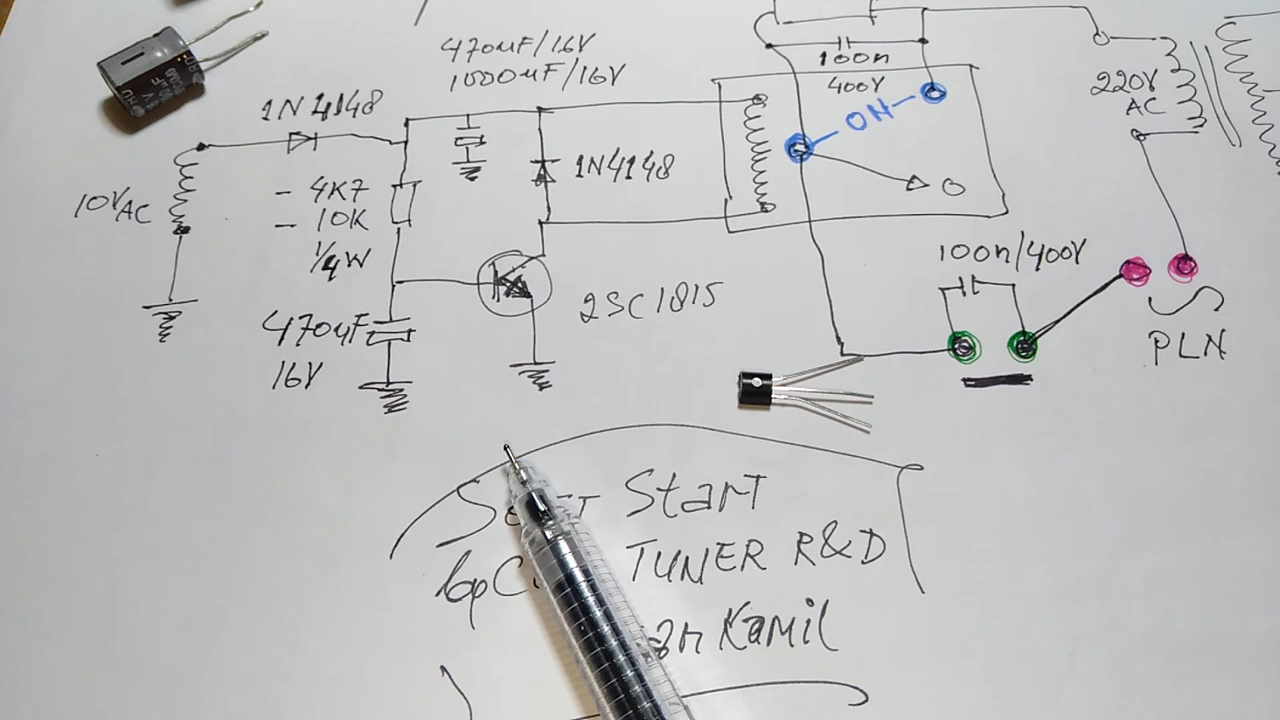 470uF/16V
1000uF/16V
1N4148
100n
400V
220V
AC
ON
1N4148
10VAC
- 4K7
- 10K
1/4W
100n/400V
2SC1815
470uF
16V
PLN
Start
TUNER R&D
Kamil